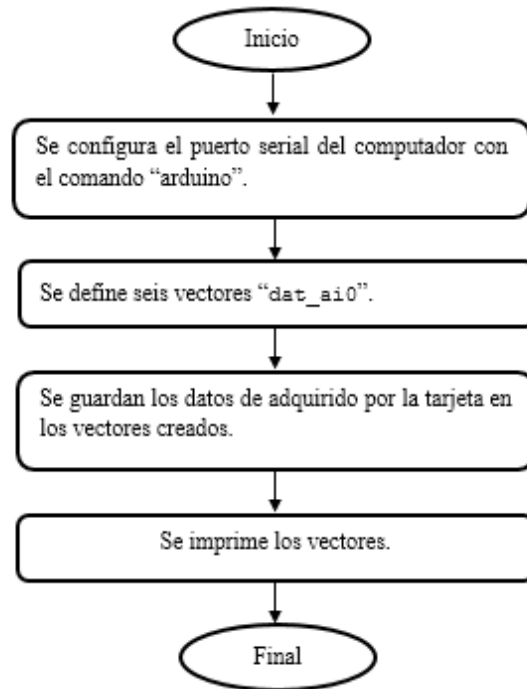 Inicio
Se configura el puerto serial del computador con
el comando “arduino”.
Se define seis vectores “dat_ai0”.
Se guardan los datos de adquirido por la tarjeta en
los vectores creados.
Se imprime los vectores.
Final